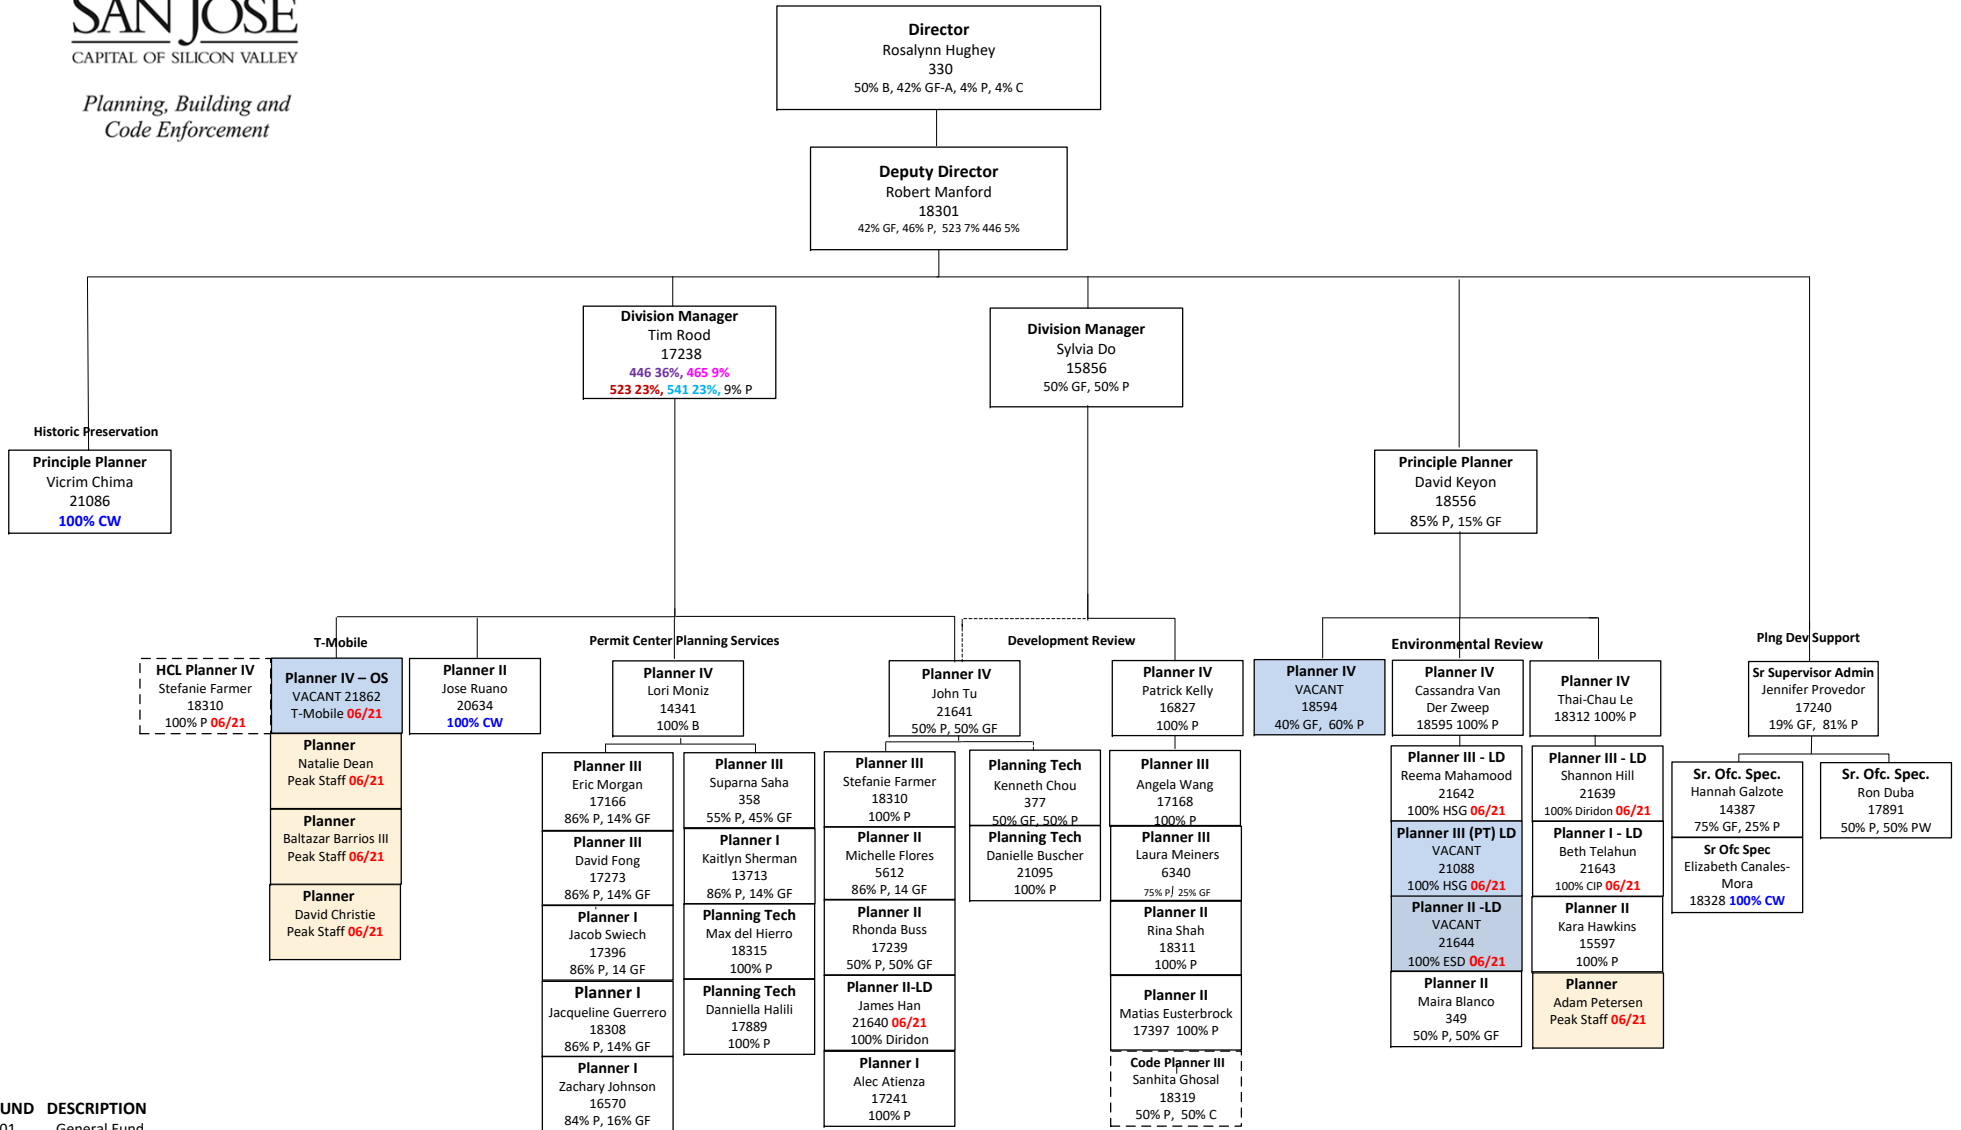 SAN JOSE
CAPITAL OF SILICON VALLEY
Planning, Building and
Code Enforcement
Director
Rosalynn Hughey
330
50% B, 42% GF-A, 4% P, 4% C
Deputy Director
Robert Manford
18301
42% GF, 46% P, 523 7% 446 5%
Division Manager
Tim Rood
17238
446 36%, 465 9%
523 23%, 541 23%, 9% P
Division Manager
Sylvia Do
15856
50% GF, 50% P
Historic Preservation
Principle Planner
Vicrim Chima
21086
100% CW
Principle Planner
David Keyon
18556
85% P, 15% GF
T-Mobile
Permit Center Planning Services
Development Review
Environmental Review
Plng Dev Support
HCL Planner IV
Stefanie Farmer
18310
100% P 06/21
Planner IV – OS
VACANT 21862
T-Mobile 06/21
Planner
Natalie Dean
Peak Staff 06/21
Planner
Baltazar Barrios III
Peak Staff 06/21
Planner
David Christie
Peak Staff 06/21
Planner II
Jose Ruano
20634
100% CW
Planner IV
Lori Moniz
14341
100% B
Planner III
Eric Morgan
17166
86% P, 14% GF
Planner III
David Fong
17273
86% P, 14% GF
Planner I
Jacob Swiech
17396
86% P, 14 GF
Planner I
Jacqueline Guerrero
18308
86% P, 14% GF
Planner I
Zachary Johnson
16570
84% P, 16% GF
Planner III
Suparna Saha
358
55% P, 45% GF
Planner I
Kaitlyn Sherman
13713
86% P, 14% GF
Planning Tech
Max del Hierro
18315
100% P
Planning Tech
Danniella Halili
17889
100% P
Planner IV
John Tu
21641
50% P, 50% GF
Planner III
Stefanie Farmer
18310
100% P
Planner II
Michelle Flores
5612
86% P, 14 GF
Planner II
Rhonda Buss
17239
50% P, 50% GF
Planner II-LD
James Han
21640 06/21
100% Diridon
Planner I
Alec Atienza
17241
100% P
Planning Tech
Kenneth Chou
377
50% GF, 50% P
Planning Tech
Danielle Buscher
21095
100% P
Planner IV
Patrick Kelly
16827
100% P
Planner III
Angela Wang
17168
100% P
Planner III
Laura Meiners
6340
75% P/ 25% GF
Planner II
Rina Shah
18311
100% P
Planner II
Matias Eusterbrock
17397 100% P
Code Planner III
Sanhita Ghosal
18319
50% P, 50% C
Planner IV
VACANT
18594
40% GF, 60% P
Planner IV
Cassandra Van
Der Zweep
18595 100% P
Planner III - LD
Reema Mahamood
21642
100% HSG 06/21
Planner III (PT) LD
VACANT
21088
100% HSG 06/21
Planner II -LD
VACANT
21644
100% ESD 06/21
Planner II
Maira Blanco
349
50% P, 50% GF
Planner IV
Thai-Chau Le
18312 100% P
Planner III - LD
Shannon Hill
21639
100% Diridon 06/21
Planner I - LD
Beth Telahun
21643
100% CIP 06/21
Planner II
Kara Hawkins
15597
100% P
Planner
Adam Petersen
Peak Staff 06/21
Sr Supervisor Admin
Jennifer Provedor
17240
19% GF, 81% P
Sr. Ofc. Spec.
Hannah Galzote
14387
75% GF, 25% P
Sr Ofc Spec
Elizabeth Canales-
Mora
18328 100% CW
Sr. Ofc. Spec.
Ron Duba
17891
50% P, 50% PW
UND DESCRIPTION
01 General Fund